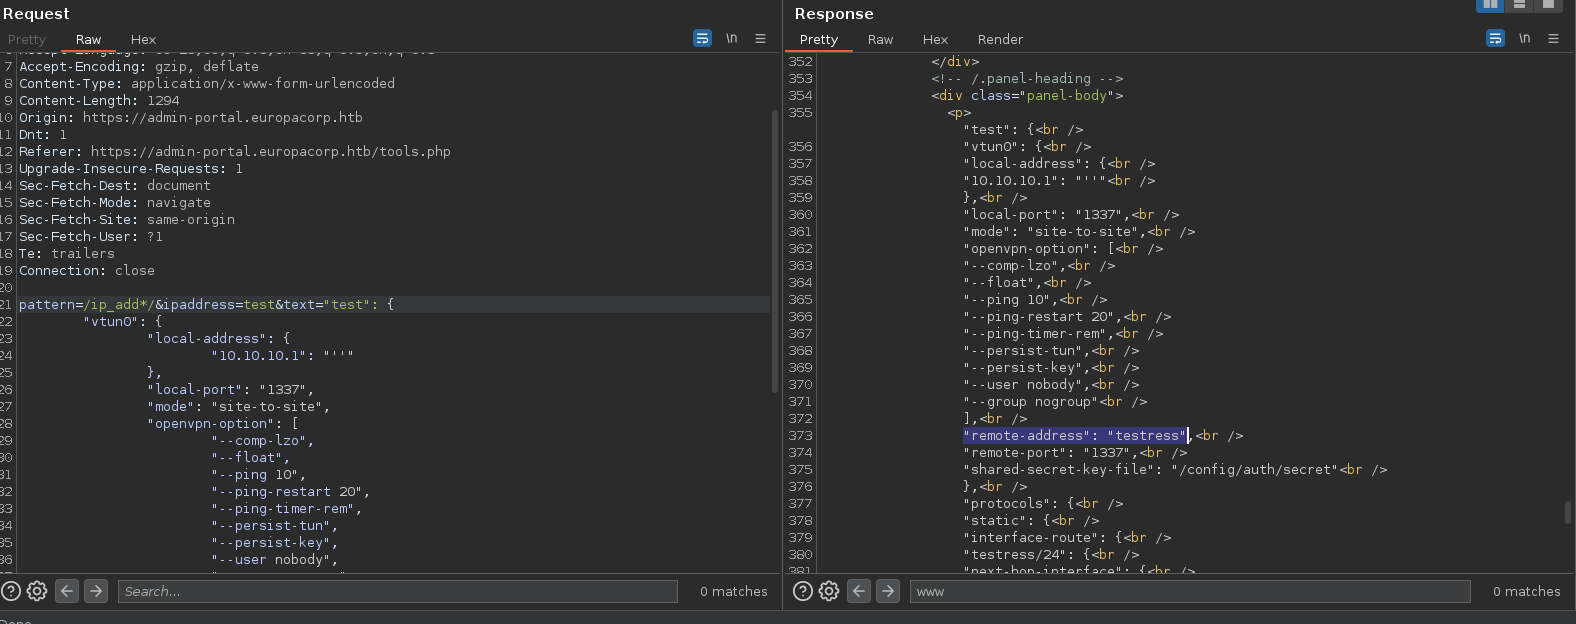 Request
Pretty Raw Hex
\n
7 Accept-Encoding: gzip, deflate
8 Content-Type: application/x-www-form-urlencoded
9 Content-Length: 1294
10 Origin: https://admin-portal.europacorp.htb
11 Dnt: 1
12 Referer: https://admin-portal.europacorp.htb/tools.php
13 Upgrade-Insecure-Requests: 1
14 Sec-Fetch-Dest: document
15 Sec-Fetch-Mode: navigate
16 Sec-Fetch-Site: same-origin
17 Sec-Fetch-User: ?1
18 Te: trailers
19 Connection: close
20
21 pattern=/ip_add*/&ipaddress=test&text="test": {
22 "vtun0": {
23 "local-address": {
24 "10.10.10.1": "''"
25 },
26 "local-port": "1337",
27 "mode": "site-to-site",
28 "openvpn-option": [
29 "--comp-lzo",
30 "--float",
31 "--ping 10",
32 "--ping-restart 20",
33 "--ping-timer-rem",
34 "--persist-tun",
35 "--persist-key",
36 "--user nobody",
Search...
0 matches
Response
Pretty Raw Hex Render
\n
352 </div>
353 <!-- /.panel-heading -->
354 <div class="panel-body">
355 <p>
"test": {<br />
356 "vtun0": {<br />
357 "local-address": {<br />
358 "10.10.10.1": "''"<br />
359 },<br />
360 "local-port": "1337",<br />
361 "mode": "site-to-site",<br />
362 "openvpn-option": [<br />
363 "--comp-lzo",<br />
364 "--float",<br />
365 "--ping 10",<br />
366 "--ping-restart 20",<br />
367 "--ping-timer-rem",<br />
368 "--persist-tun",<br />
369 "--persist-key",<br />
370 "--user nobody",<br />
371 "--group nogroup"<br />
372 ],<br />
373 "remote-address": "testress",<br />
374 "remote-port": "1337",<br />
375 "shared-secret-key-file": "/config/auth/secret"<br />
376 },<br />
377 "protocols": {<br />
378 "static": {<br />
379 "interface-route": {<br />
380 "testress/24": {<br />
381 "next-hop-interface": {<br />
www
0 matches
Done